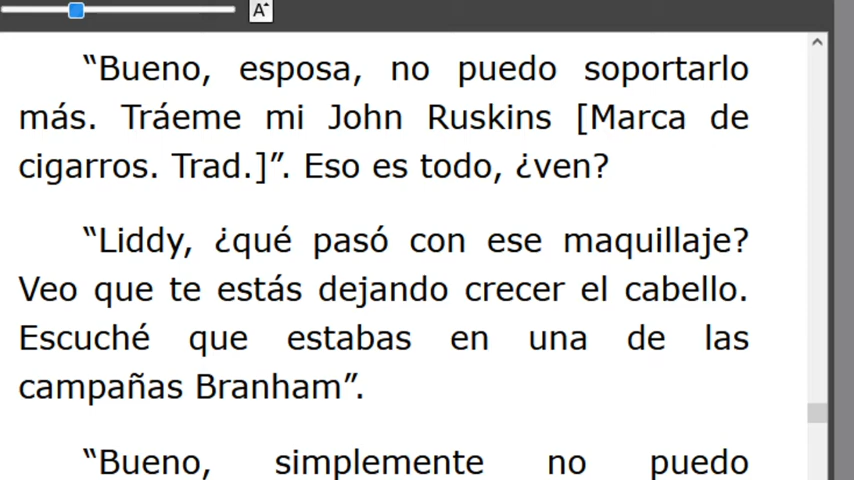 A
“Bueno, esposa, no puedo soportarlo
más. Tráeme mi John Ruskins [Marca de
cigarros. Trad.]”. Eso es todo, ¿ven?
“Liddy, ¿qué pasó con ese maquillaje?
Veo que te estás dejando crecer el cabello.
Escuché que estabas en una de las
campañas Branham”.
“Bueno, simplemente no puedo